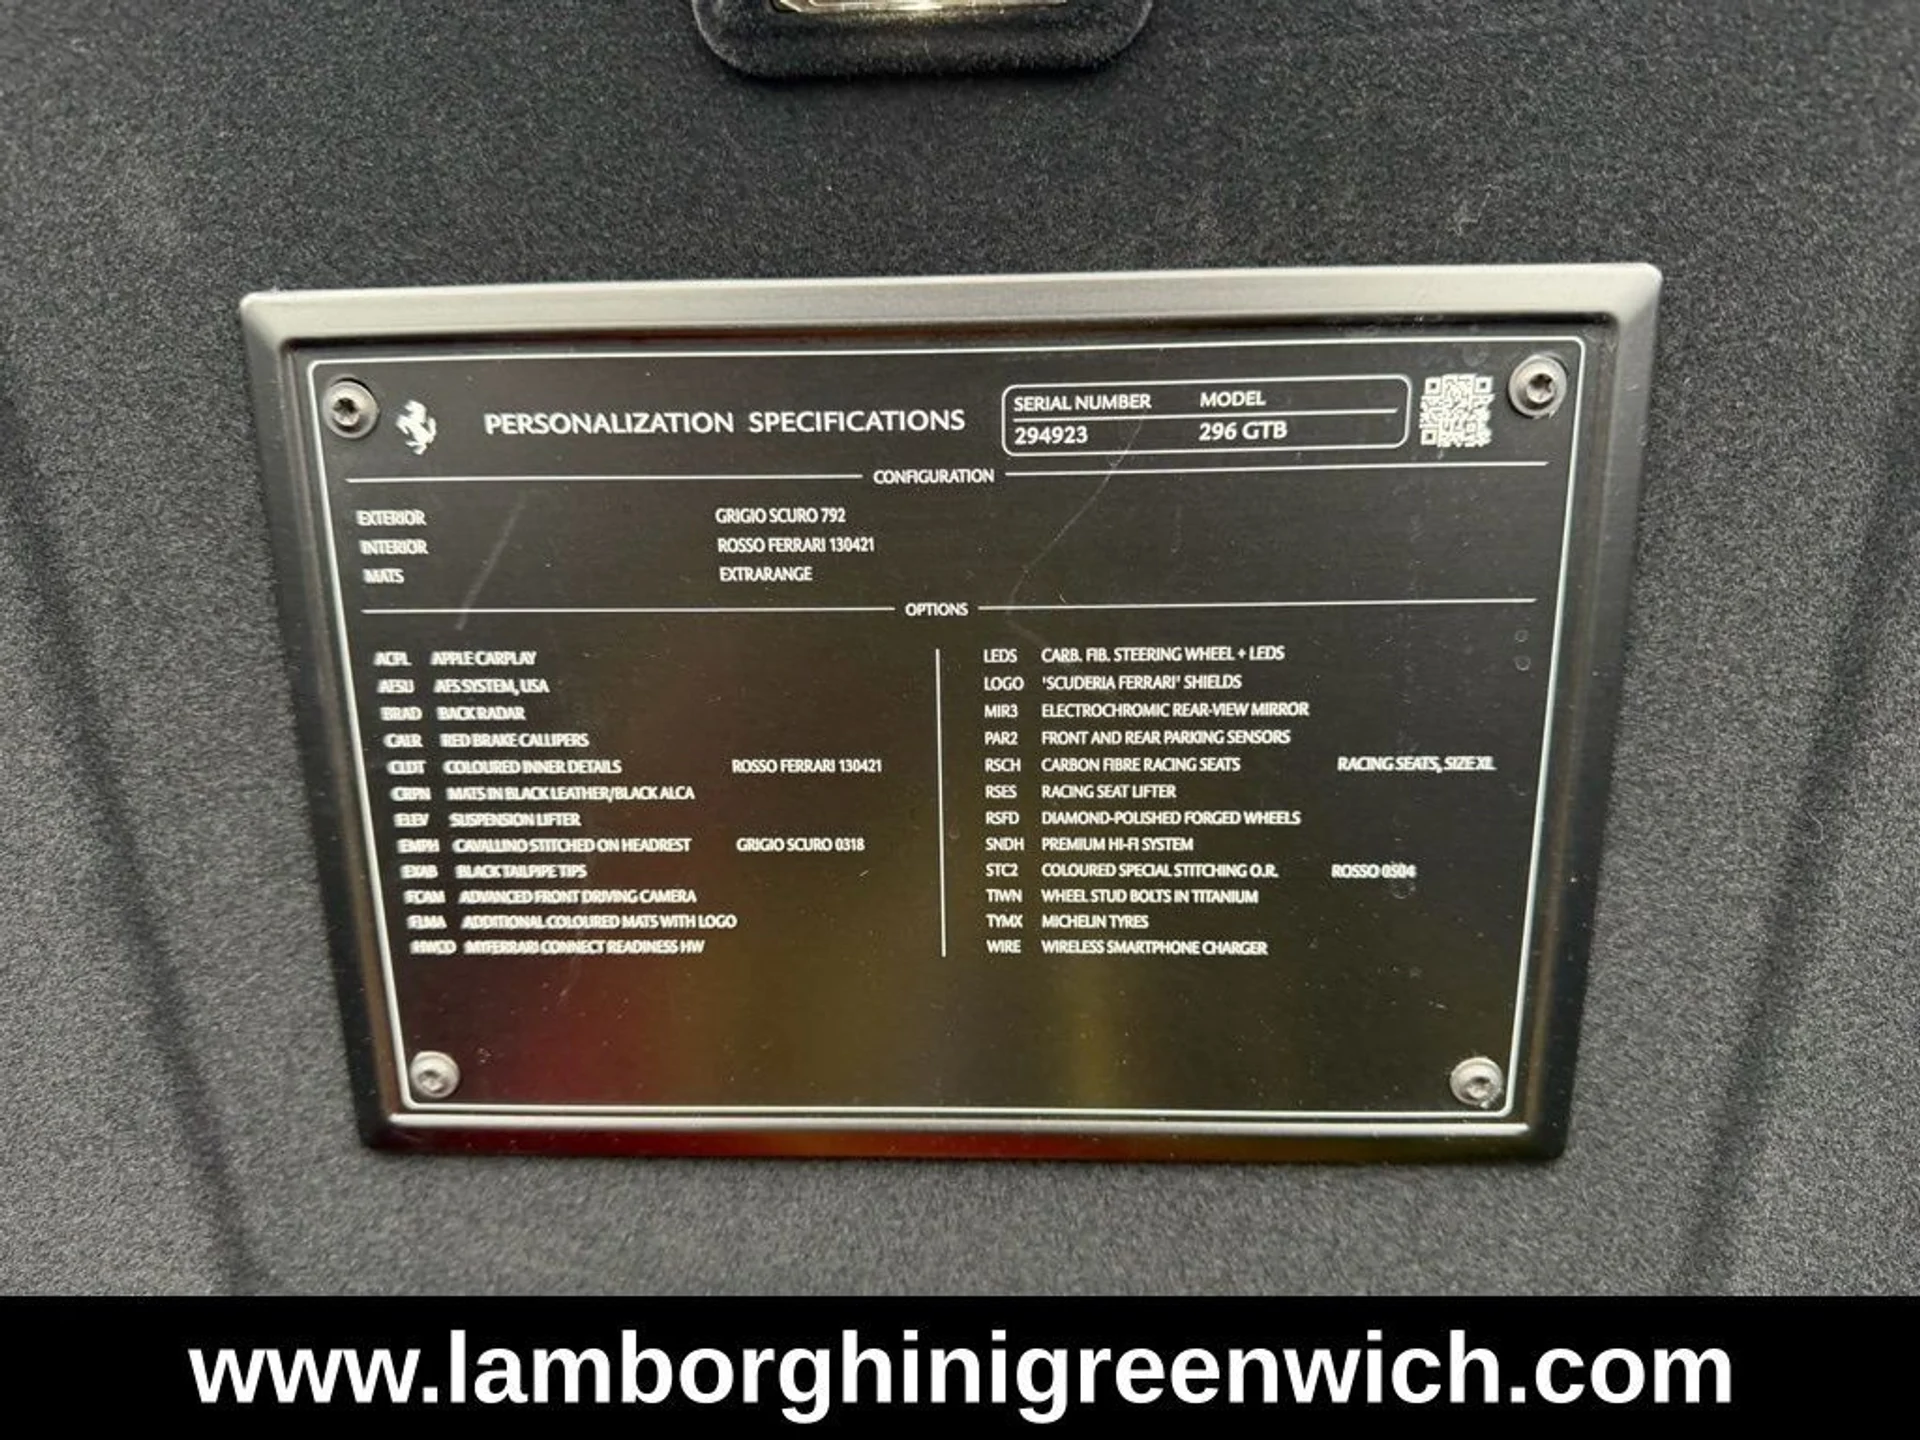 PERSONALIZATION SPECIFICATIONS
SERIAL NUMBER MODEL
294923 296 GTB
CONFIGURATION
EXTERIOR GRIGIO SCURO 792
INTERIOR ROSSO FERRARI 130421
MATS EXTRARANGE
OPTIONS
ACPL APPLE CARPLAY
AFSU AFS SYSTEM, USA
BRAD BACK RADAR
CALR RED BRAKE CALLIPERS
CLDT COLOURED INNER DETAILS ROSSO FERRARI 130421
CRPN MATS IN BLACK LEATHER/BLACK ALCA
ELEV SUSPENSION LIFTER
EMPH CAVALLINO STITCHED ON HEADREST GRIGIO SCURO 0318
EXAB BLACK TAILPIPE TIPS
FCAM ADVANCED FRONT DRIVING CAMERA
FLMA ADDITIONAL COLOURED MATS WITH LOGO
HWCD MYFERRARI CONNECT READINESS HW
LEDS CARB. FIB. STEERING WHEEL + LEDS
LOGO 'SCUDERIA FERRARI' SHIELDS
MIR3 ELECTROCHROMIC REAR-VIEW MIRROR
PAR2 FRONT AND REAR PARKING SENSORS
RSCH CARBON FIBRE RACING SEATS RACING SEATS, SIZE XL
RSES RACING SEAT LIFTER
RSFD DIAMOND-POLISHED FORGED WHEELS
SNDH PREMIUM HI-FI SYSTEM
STC2 COLOURED SPECIAL STITCHING O.R. ROSSO 0504
TIWN WHEEL STUD BOLTS IN TITANIUM
TYMX MICHELIN TYRES
WIRE WIRELESS SMARTPHONE CHARGER
www.lamborghinigreenwich.com